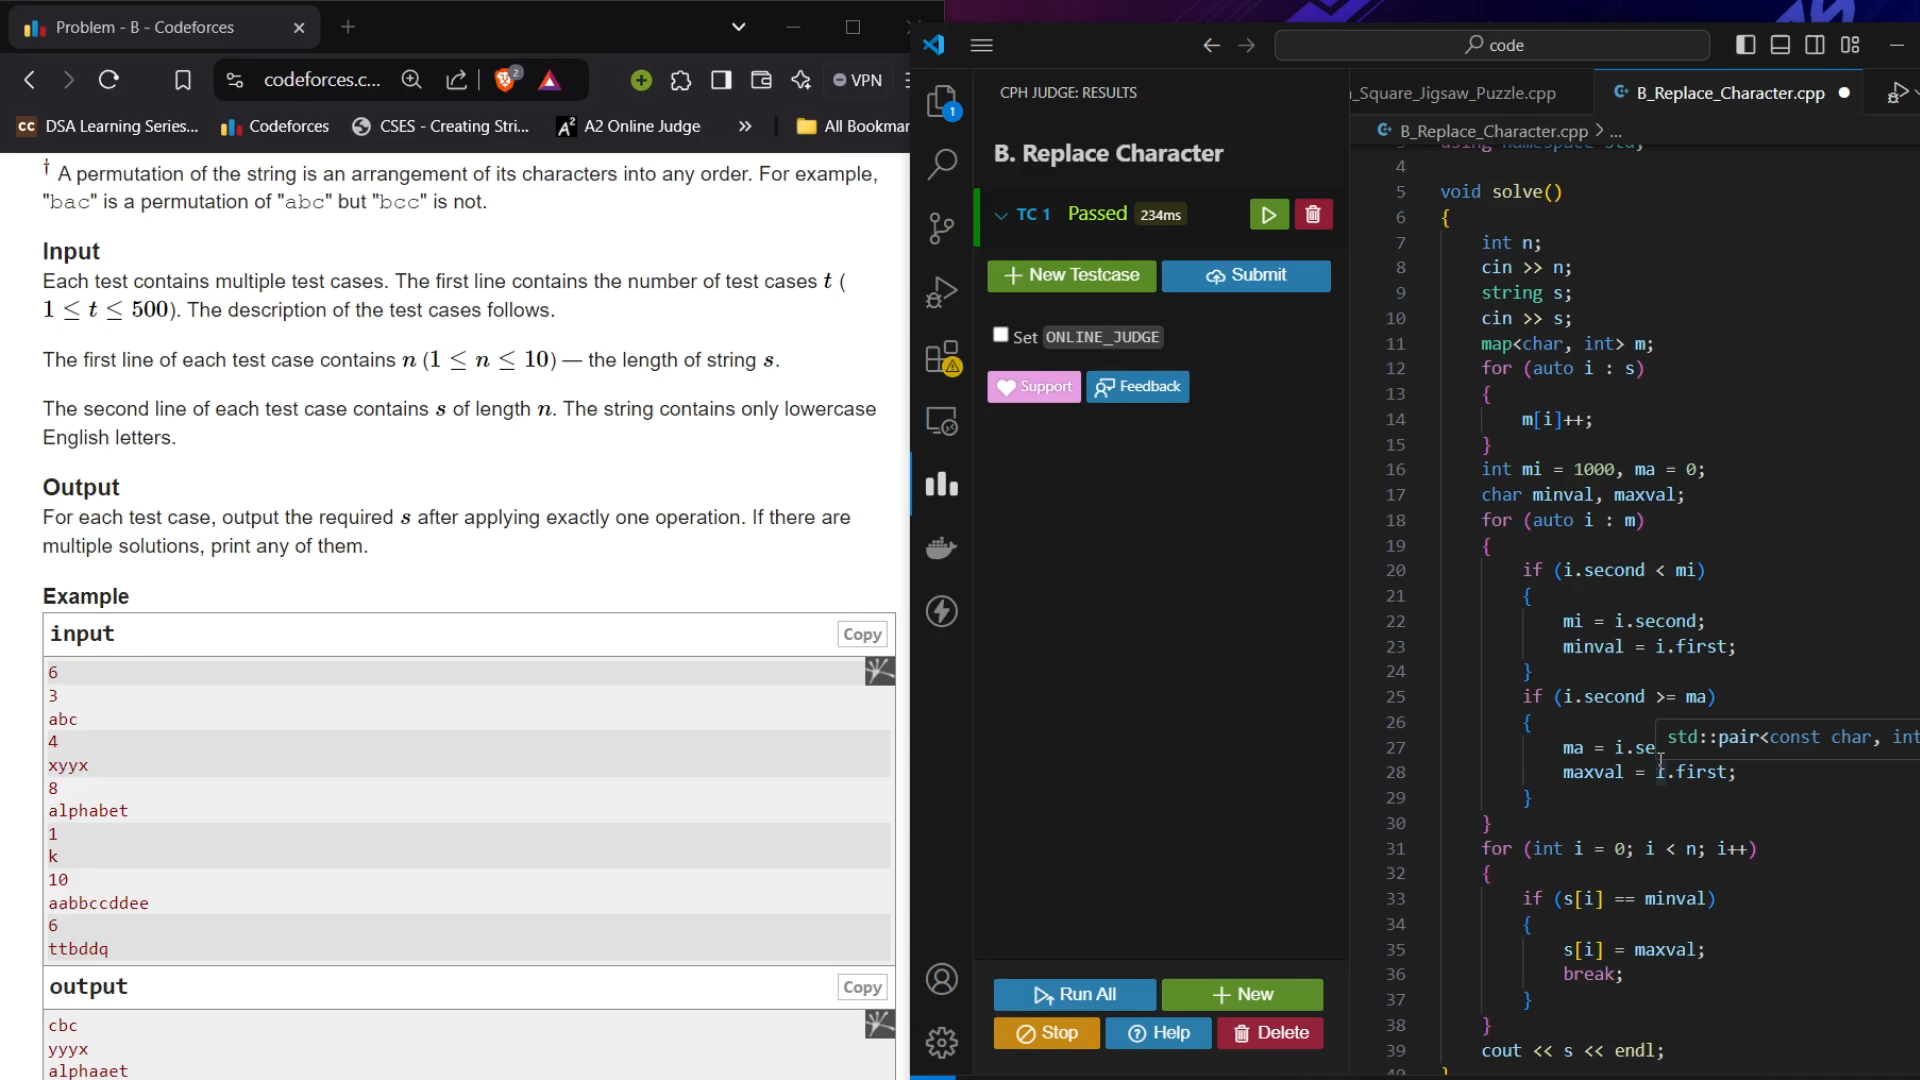 Problem - B - Codeforces
codeforces.c...
2
VPN
DSA Learning Series...
Codeforces
CSES - Creating Stri...
A2 Online Judge
»
All Bookmar
† A permutation of the string is an arrangement of its characters into any order. For example,
"bac" is a permutation of "abc" but "bcc" is not.
Input
Each test contains multiple test cases. The first line contains the number of test cases t (
1 ≤ t ≤ 500). The description of the test cases follows.
The first line of each test case contains n (1 ≤ n ≤ 10) — the length of string s.
The second line of each test case contains s of length n. The string contains only lowercase
English letters.
Output
For each test case, output the required s after applying exactly one operation. If there are
multiple solutions, print any of them.
Example
input
Copy
6
3
abc
4
xyyx
8
alphabet
1
k
10
aabbccddee
6
ttbddq
output
Copy
cbc
yyyx
alphaaet
code
1
CPH JUDGE: RESULTS
B. Replace Character
TC 1 Passed 234ms
+ New Testcase
Submit
Set ONLINE_JUDGE
Support
Feedback
Run All
+ New
Stop
Help
Delete
_Square_Jigsaw_Puzzle.cpp
B_Replace_Character.cpp
B_Replace_Character.cpp > ...
using namespace std;
4
5 void solve()
6 {
7 int n;
8 cin >> n;
9 string s;
10 cin >> s;
11 map<char, int> m;
12 for (auto i : s)
13 {
14 m[i]++;
15 }
16 int mi = 1000, ma = 0;
17 char minval, maxval;
18 for (auto i : m)
19 {
20 if (i.second < mi)
21 {
22 mi = i.second;
23 minval = i.first;
24 }
25 if (i.second >= ma)
26 {
std::pair<const char, int
27 ma = i.se
28 maxval = i.first;
29 }
30 }
31 for (int i = 0; i < n; i++)
32 {
33 if (s[i] == minval)
34 {
35 s[i] = maxval;
36 break;
37 }
38 }
39 cout << s << endl;
40 }